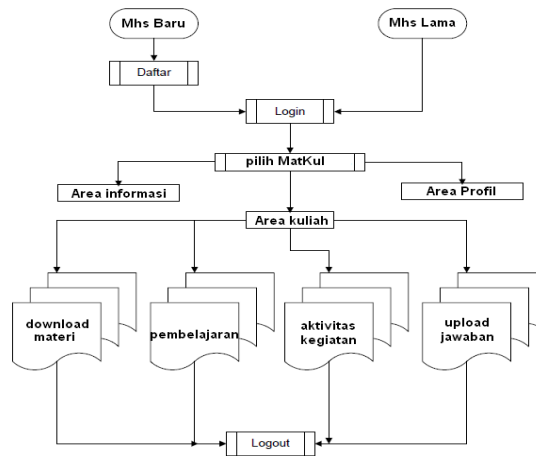 Mhs Baru
Mhs Lama
Daftar
Login
pilih MatKul
Area informasi
Area Profil
Area kuliah
download
materi
pembelajaran
aktivitas
kegiatan
upload
jawaban
Logout